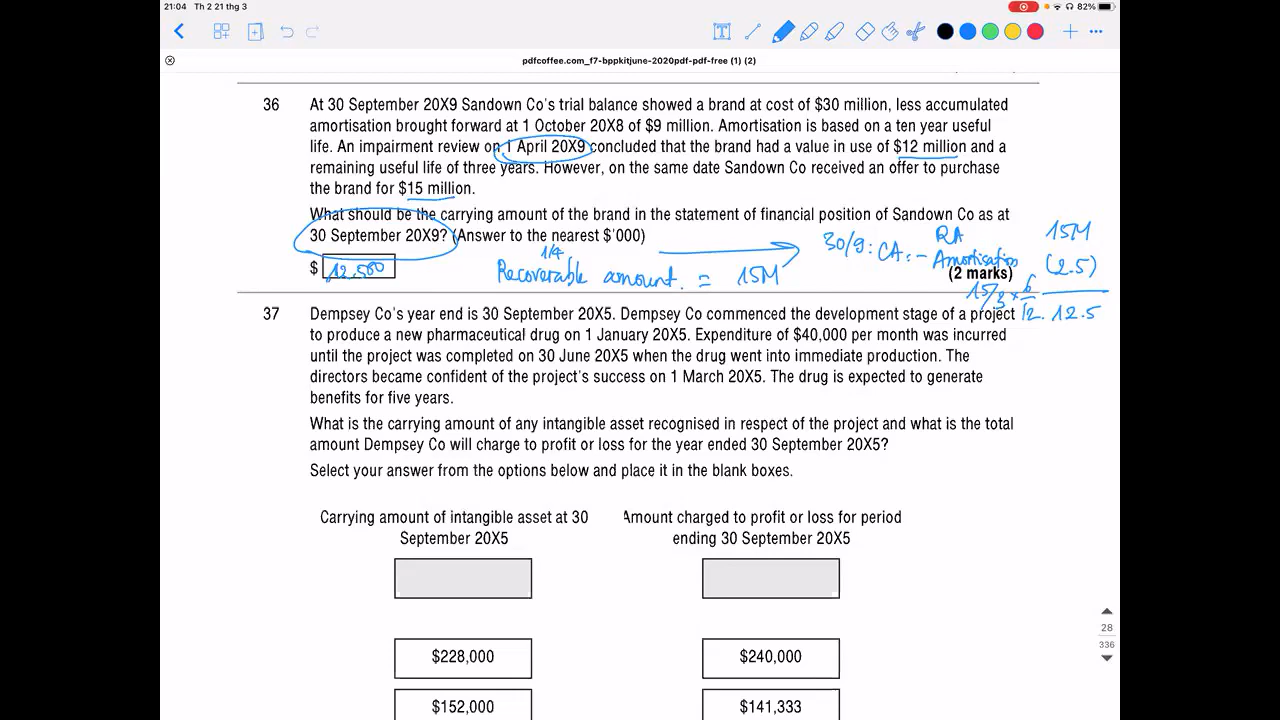 21:04 Th 2 21 thg 3
82%
pdfcoffee.com_f7-bppkitjune-2020pdf-pdf-free (1) (2)
36 At 30 September 20X9 Sandown Co's trial balance showed a brand at cost of $30 million, less accumulated
amortisation brought forward at 1 October 20X8 of $9 million. Amortisation is based on a ten year useful
life. An impairment review on 1 April 20X9 concluded that the brand had a value in use of $12 million and a
remaining useful life of three years. However, on the same date Sandown Co received an offer to purchase
the brand for $15 million.
What should be the carrying amount of the brand in the statement of financial position of Sandown Co as at
30 September 20X9? (Answer to the nearest $'000)
$ 12.500
1/4
Recoverable amount. = 15M
30/9: CA: - RA 15M
Amortisation (2.5)
(2 marks)
15/3 × 6/12. 12.5
37 Dempsey Co's year end is 30 September 20X5. Dempsey Co commenced the development stage of a project
to produce a new pharmaceutical drug on 1 January 20X5. Expenditure of $40,000 per month was incurred
until the project was completed on 30 June 20X5 when the drug went into immediate production. The
directors became confident of the project's success on 1 March 20X5. The drug is expected to generate
benefits for five years.
What is the carrying amount of any intangible asset recognised in respect of the project and what is the total
amount Dempsey Co will charge to profit or loss for the year ended 30 September 20X5?
Select your answer from the options below and place it in the blank boxes.
Carrying amount of intangible asset at 30
September 20X5
Amount charged to profit or loss for period
ending 30 September 20X5
$228,000 $240,000
$152,000 $141,333
28
336